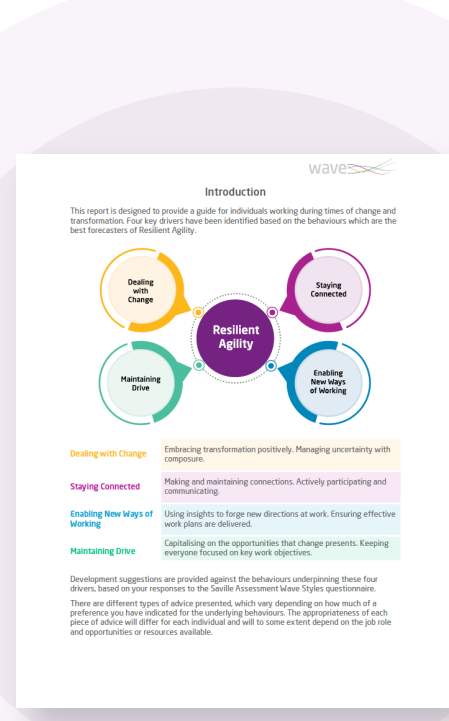 wave
Introduction
This report is designed to provide a guide for individuals working during times of change and
transformation. Four key drivers have been identified based on the behaviours which are the
best forecasters of Resilient Agility.
Dealing
with
Change
Staying
Connected
Resilient
Agility
Maintaining
Drive
Enabling
New Ways
of Working
Dealing with Change
Embracing transformation positively. Managing uncertainty with
composure.
Staying Connected
Making and maintaining connections. Actively participating and
communicating.
Enabling New Ways of
Working
Using insights to forge new directions at work. Ensuring effective
work plans are delivered.
Maintaining Drive
Capitalising on the opportunities that change presents. Keeping
everyone focused on key work objectives.
Development suggestions are provided against the behaviours underpinning these four
drivers, based on your responses to the Saville Assessment Wave Styles questionnaire.
There are different types of advice presented, which vary depending on how much of a
preference you have indicated for the underlying behaviours. The appropriateness of each
piece of advice will differ for each individual and will to some extent depend on the job role
and opportunities or resources available.